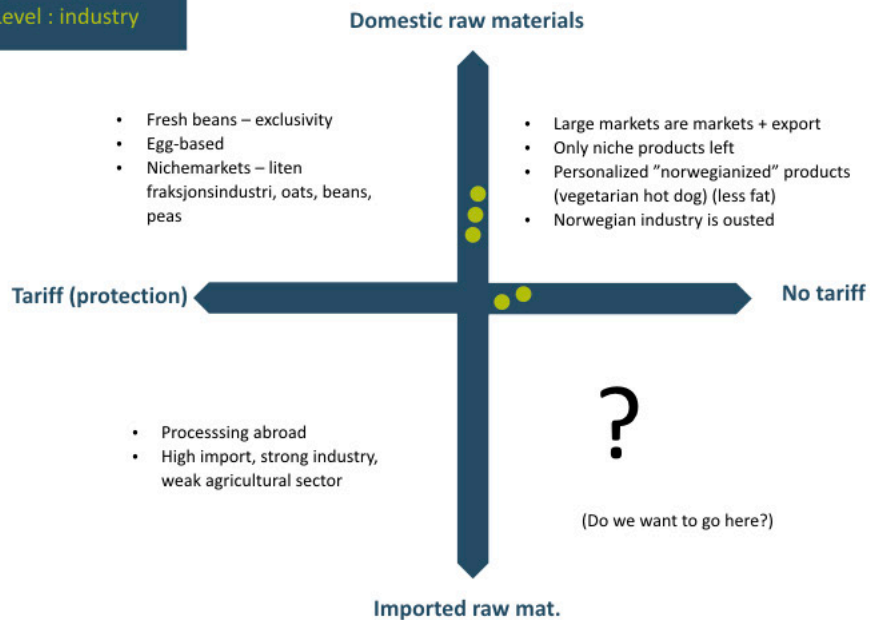 Level : industry
Domestic raw materials
• Fresh beans – exclusivity
• Egg-based
• Nichemarkets – liten
fraksjonsindustri, oats, beans,
peas
• Large markets are markets + export
• Only niche products left
• Personalized ”norwegianized” products
(vegetarian hot dog) (less fat)
• Norwegian industry is ousted
Tariff (protection)
No tariff
• Processsing abroad
• High import, strong industry,
weak agricultural sector
?
(Do we want to go here?)
Imported raw mat.